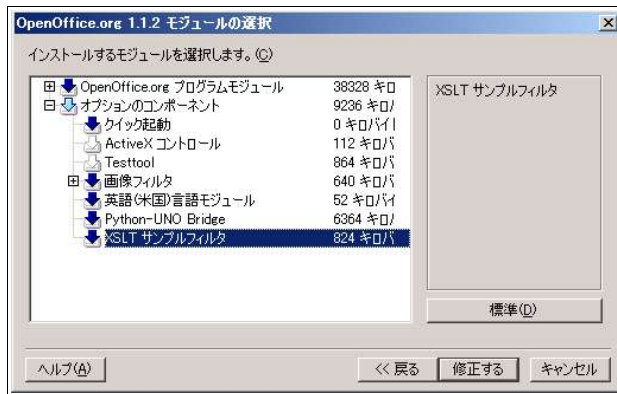 OpenOffice.org 1.1.2 モジュールの選択
インストールするモジュールを選択します。(C)
OpenOffice.org プログラムモジュール 38328 キロ
オプションのコンポーネント 9236 キロ
クイック起動 0 キロバイ
ActiveX コントロール 112 キロバ
Testtool 864 キロバ
画像フィルタ 640 キロバ
英語(米国)言語モジュール 52 キロバイ
Python-UNO Bridge 6364 キロ
XSLT サンプルフィルタ 824 キロバ
XSLT サンプルフィルタ
標準(D)
ヘルプ(A)
<< 戻る
修正する
キャンセル